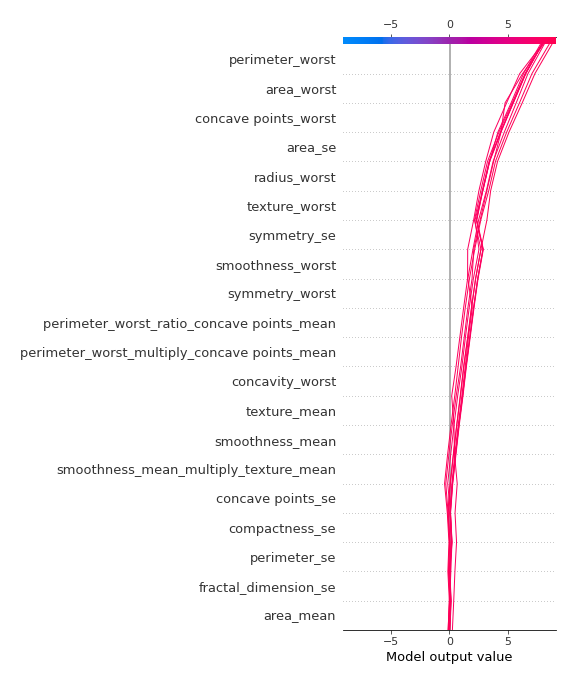 −5 0 5
perimeter_worst
area_worst
concave points_worst
area_se
radius_worst
texture_worst
symmetry_se
smoothness_worst
symmetry_worst
perimeter_worst_ratio_concave points_mean
perimeter_worst_multiply_concave points_mean
concavity_worst
texture_mean
smoothness_mean
smoothness_mean_multiply_texture_mean
concave points_se
compactness_se
perimeter_se
fractal_dimension_se
area_mean
−5 0 5
Model output value